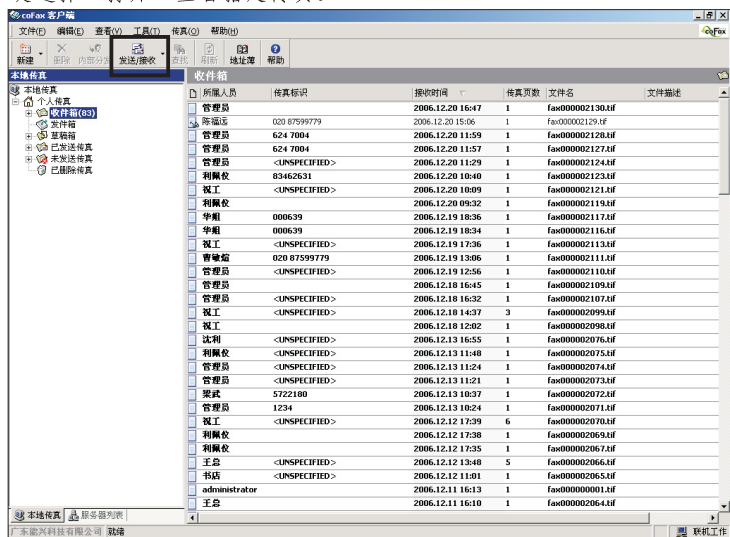 coFax 客户端
文件(F) 编辑(E) 查看(V) 工具(T) 传真(O) 帮助(H)
coFax
新建 删除 内部分发 发送/接收 查找 刷新 地址薄 帮助
本地传真 收件箱
本地传真
个人传真
收件箱(83)
发件箱
草稿箱
已发送传真
未发送传真
已删除传真
所属人员 传真标识 接收时间 传真页数 文件名 文件描述
管理员 2006.12.20 16:47 1 fax000002130.tif
陈福远 020 87599779 2006.12.20 15:06 1 fax000002129.tif
管理员 624 7004 2006.12.20 11:59 1 fax000002128.tif
管理员 624 7004 2006.12.20 11:57 1 fax000002127.tif
管理员 <UNSPECIFIED> 2006.12.20 11:29 1 fax000002124.tif
利佩仪 83462631 2006.12.20 10:40 1 fax000002123.tif
祝工 <UNSPECIFIED> 2006.12.20 10:09 1 fax000002121.tif
利佩仪 2006.12.20 09:32 1 fax000002119.tif
华姐 000639 2006.12.19 18:36 1 fax000002117.tif
华姐 000639 2006.12.19 18:34 1 fax000002116.tif
祝工 <UNSPECIFIED> 2006.12.19 17:36 1 fax000002113.tif
曹敏 020 87599779 2006.12.19 13:06 1 fax000002111.tif
管理员 <UNSPECIFIED> 2006.12.19 12:56 1 fax000002110.tif
管理员 2006.12.18 16:45 1 fax000002109.tif
管理员 <UNSPECIFIED> 2006.12.18 16:32 1 fax000002107.tif
祝工 <UNSPECIFIED> 2006.12.18 14:37 3 fax000002099.tif
祝工 2006.12.18 12:02 1 fax000002098.tif
沈利 <UNSPECIFIED> 2006.12.13 16:55 1 fax000002076.tif
利佩仪 <UNSPECIFIED> 2006.12.13 11:48 1 fax000002075.tif
管理员 <UNSPECIFIED> 2006.12.13 11:24 1 fax000002074.tif
管理员 <UNSPECIFIED> 2006.12.13 11:21 1 fax000002073.tif
梁武 5722180 2006.12.13 10:37 1 fax000002072.tif
管理员 1234 2006.12.13 10:24 1 fax000002071.tif
祝工 <UNSPECIFIED> 2006.12.12 17:39 6 fax000002070.tif
利佩仪 2006.12.12 17:38 1 fax000002069.tif
利佩仪 2006.12.12 17:35 1 fax000002067.tif
王总 <UNSPECIFIED> 2006.12.12 13:48 5 fax000002066.tif
书店 <UNSPECIFIED> 2006.12.12 11:01 1 fax000002065.tif
administrator 2006.12.11 16:13 1 fax000000001.tif
王总 2006.12.11 16:10 1 fax000002064.tif
本地传真 服务器列表
广东能兴科技有限公司 就绪 联机工作